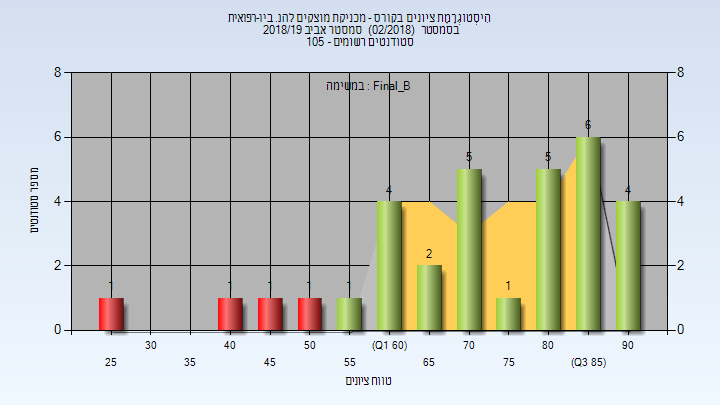 הִיסְטוֹגְרָמַת ציונים בקורס - מכניקת מוצקים להנ. ביו-רפואית
בסמסטר (02/2018) סמסטר אביב 2018/19
סטודנטים רשומים - 105
במשימה : Final_B
8 8
6 6
4 4
2 2
0 0
מספר סטודנטים
1 1 1 1 1 4 2 5 1 5 6 4
30 40 50 (Q1 60) 70 80 90
25 35 45 55 65 75 (Q3 85)
טווח ציונים